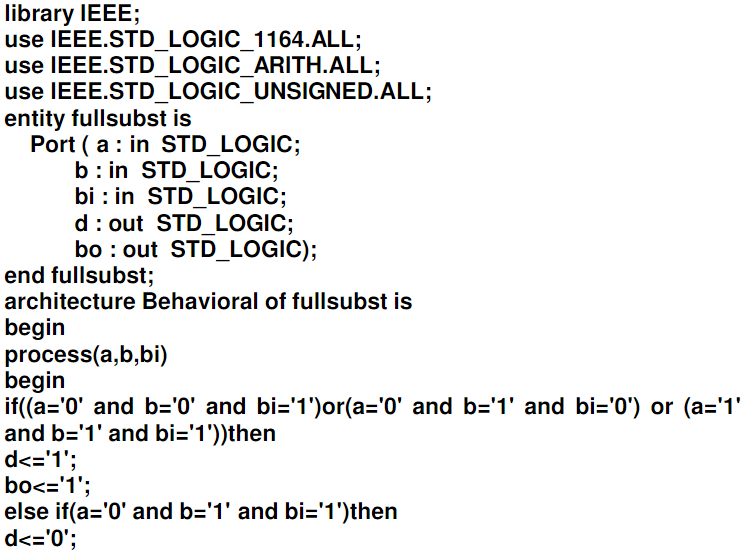 library IEEE;
use IEEE.STD_LOGIC_1164.ALL;
use IEEE.STD_LOGIC_ARITH.ALL;
use IEEE.STD_LOGIC_UNSIGNED.ALL;
entity fullsubst is
Port ( a : in STD_LOGIC;
b : in STD_LOGIC;
bi : in STD_LOGIC;
d : out STD_LOGIC;
bo : out STD_LOGIC);
end fullsubst;
architecture Behavioral of fullsubst is
begin
process(a,b,bi)
begin
if((a='0' and b='0' and bi='1')or(a='0' and b='1' and bi='0') or (a='1'
and b='1' and bi='1'))then
d<='1';
bo<='1';
else if(a='0' and b='1' and bi='1')then
d<='0';